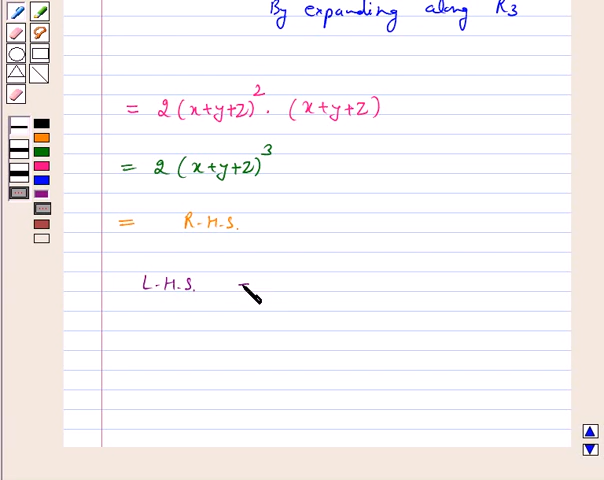 By expanding along R3
= 2(x+y+z)² . (x+y+z)
= 2(x+y+z)³
= R.H.S.
L.H.S. -